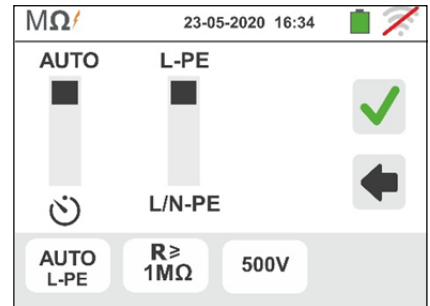 MΩ 23-05-2020 16:34
AUTO L-PE
L/N-PE
AUTO
L-PE
R≥
1MΩ
500V